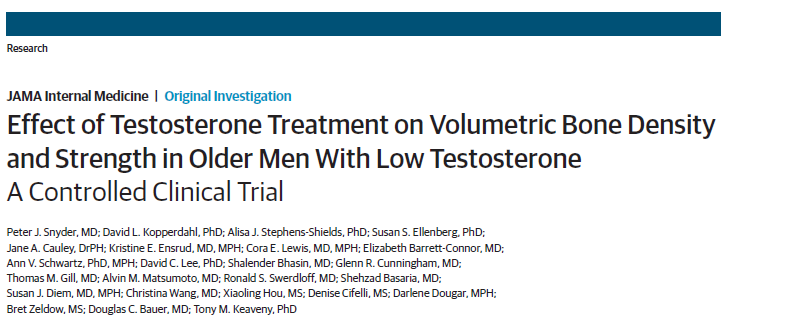 Research
JAMA Internal Medicine | Original Investigation
Effect of Testosterone Treatment on Volumetric Bone Density
and Strength in Older Men With Low Testosterone
A Controlled Clinical Trial
Peter J. Snyder, MD; David L. Kopperdahl, PhD; Alisa J. Stephens-Shields, PhD; Susan S. Ellenberg, PhD;
Jane A. Cauley, DrPH; Kristine E. Ensrud, MD, MPH; Cora E. Lewis, MD, MPH; Elizabeth Barrett-Connor, MD;
Ann V. Schwartz, PhD, MPH; David C. Lee, PhD; Shalender Bhasin, MD; Glenn R. Cunningham, MD;
Thomas M. Gill, MD; Alvin M. Matsumoto, MD; Ronald S. Swerdloff, MD; Shehzad Basaria, MD;
Susan J. Diem, MD, MPH; Christina Wang, MD; Xiaoling Hou, MS; Denise Cifelli, MS; Darlene Dougar, MPH;
Bret Zeldow, MS; Douglas C. Bauer, MD; Tony M. Keaveny, PhD